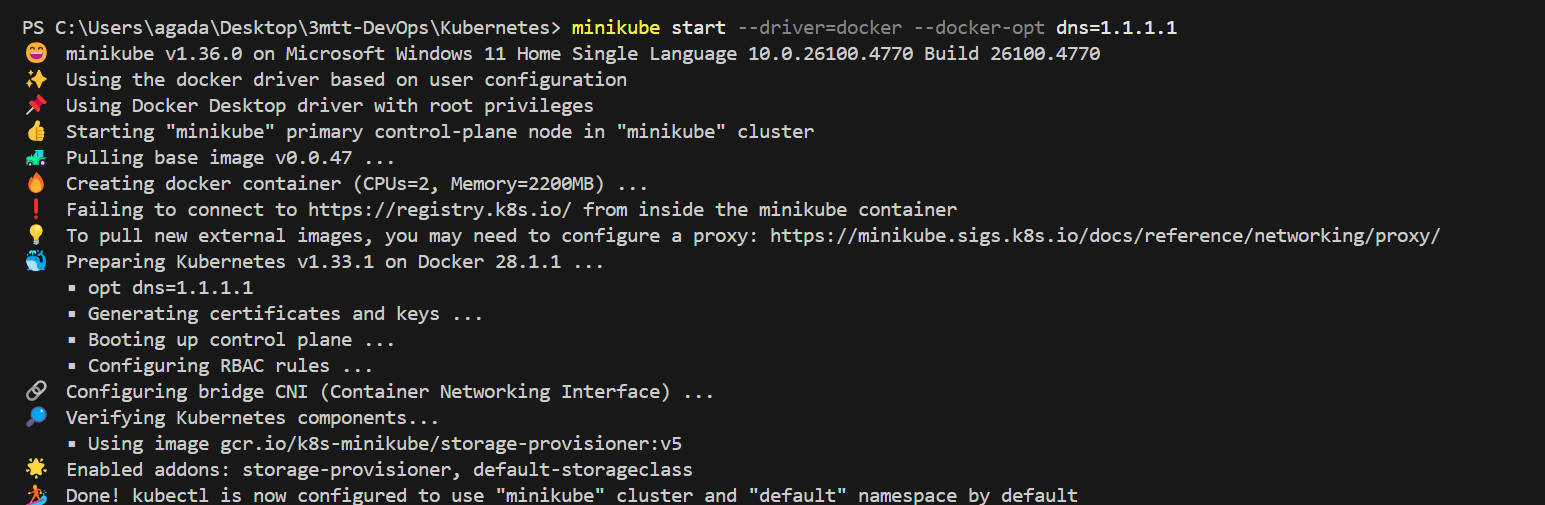 PS C:\Users\agada\Desktop\3mtt-DevOps\Kubernetes> minikube start --driver=docker --docker-opt dns=1.1.1.1
😄 minikube v1.36.0 on Microsoft Windows 11 Home Single Language 10.0.26100.4770 Build 26100.4770
✨ Using the docker driver based on user configuration
📌 Using Docker Desktop driver with root privileges
👍 Starting "minikube" primary control-plane node in "minikube" cluster
🚜 Pulling base image v0.0.47 ...
🔥 Creating docker container (CPUs=2, Memory=2200MB) ...
❗ Failing to connect to https://registry.k8s.io/ from inside the minikube container
💡 To pull new external images, you may need to configure a proxy: https://minikube.sigs.k8s.io/docs/reference/networking/proxy/
🐳 Preparing Kubernetes v1.33.1 on Docker 28.1.1 ...
▪ opt dns=1.1.1.1
▪ Generating certificates and keys ...
▪ Booting up control plane ...
▪ Configuring RBAC rules ...
🔗 Configuring bridge CNI (Container Networking Interface) ...
🔎 Verifying Kubernetes components...
▪ Using image gcr.io/k8s-minikube/storage-provisioner:v5
🌟 Enabled addons: storage-provisioner, default-storageclass
🏄 Done! kubectl is now configured to use "minikube" cluster and "default" namespace by default